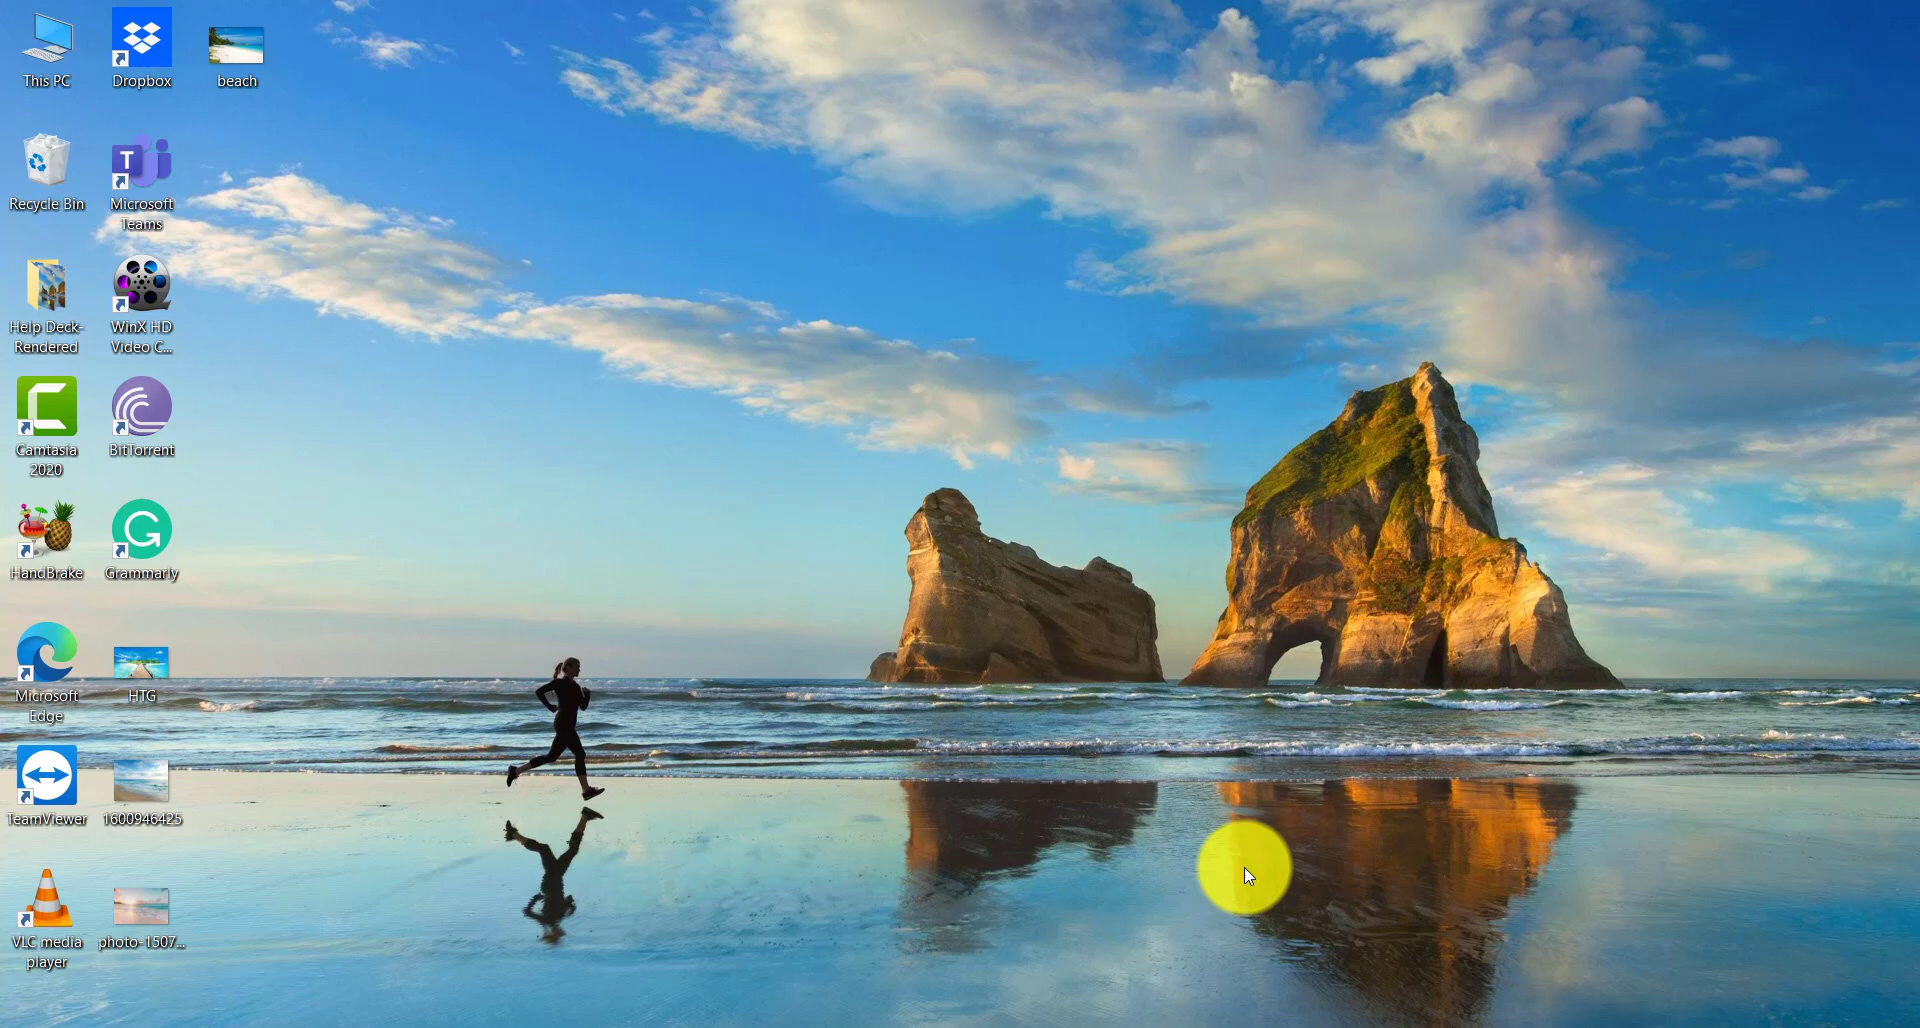 This PC
Dropbox
beach
Recycle Bin
Microsoft
Teams
Help Deck-
Rendered
WinX HD
Video C...
Camtasia
2020
BitTorrent
HandBrake
Grammarly
Microsoft
Edge
HTG
TeamViewer
1600946425
VLC media
player
photo-1507...